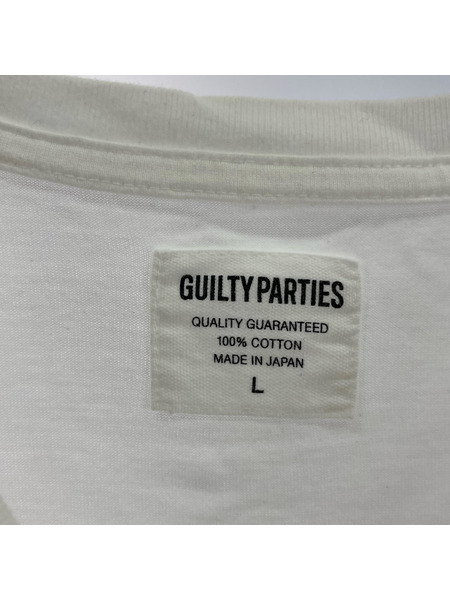 GUILTY PARTIES
QUALITY GUARANTEED
100% COTTON
MADE IN JAPAN
L